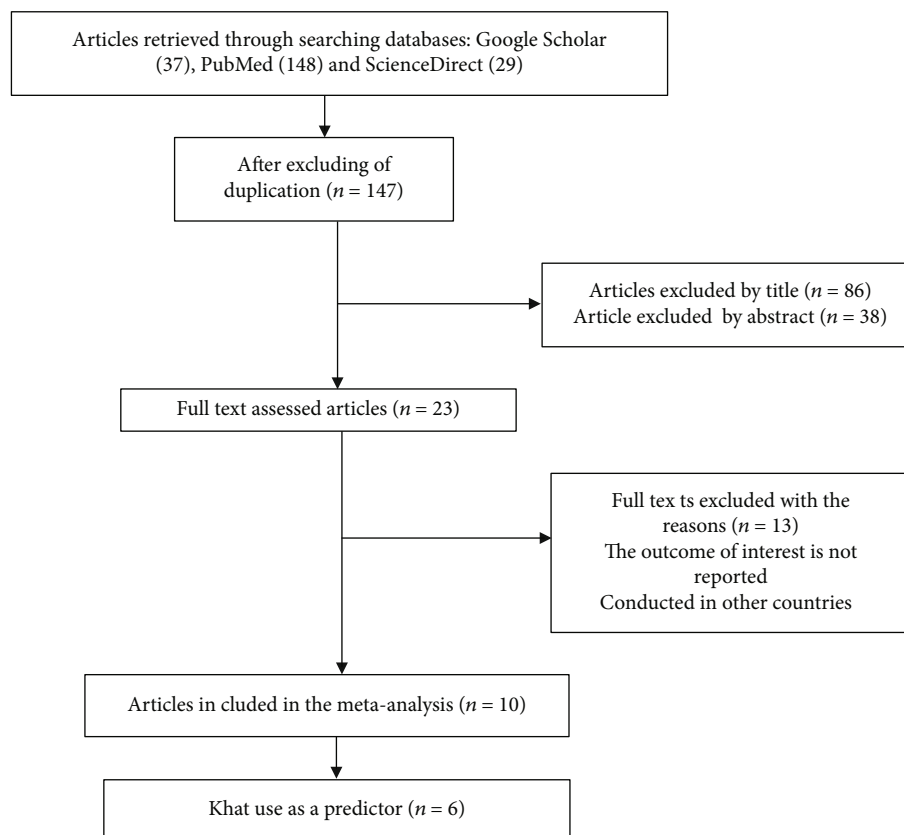 Articles retrieved through searching databases: Google Scholar
(37), PubMed (148) and ScienceDirect (29)
After excluding of
duplication (n = 147)
Articles excluded by title (n = 86)
Article excluded by abstract (n = 38)
Full text assessed articles (n = 23)
Full tex ts excluded with the
reasons (n = 13)
The outcome of interest is not
reported
Conducted in other countries
Articles in cluded in the meta-analysis (n = 10)
Khat use as a predictor (n = 6)